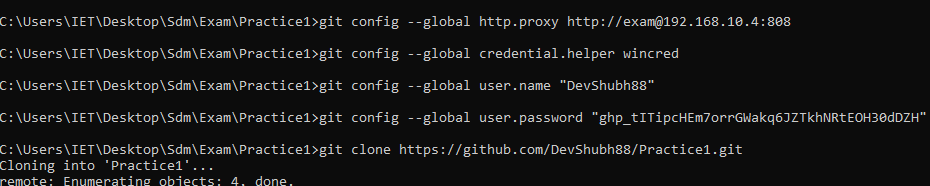 C:\Users\IET\Desktop\Sdm\Exam\Practice1>git config --global http.proxy http://exam@192.168.10.4:808
C:\Users\IET\Desktop\Sdm\Exam\Practice1>git config --global credential.helper wincred
C:\Users\IET\Desktop\Sdm\Exam\Practice1>git config --global user.name "DevShubh88"
C:\Users\IET\Desktop\Sdm\Exam\Practice1>git config --global user.password "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"
C:\Users\IET\Desktop\Sdm\Exam\Practice1>git clone https://github.com/DevShubh88/Practice1.git
Cloning into 'Practice1'...
remote: Enumerating objects: 4, done.